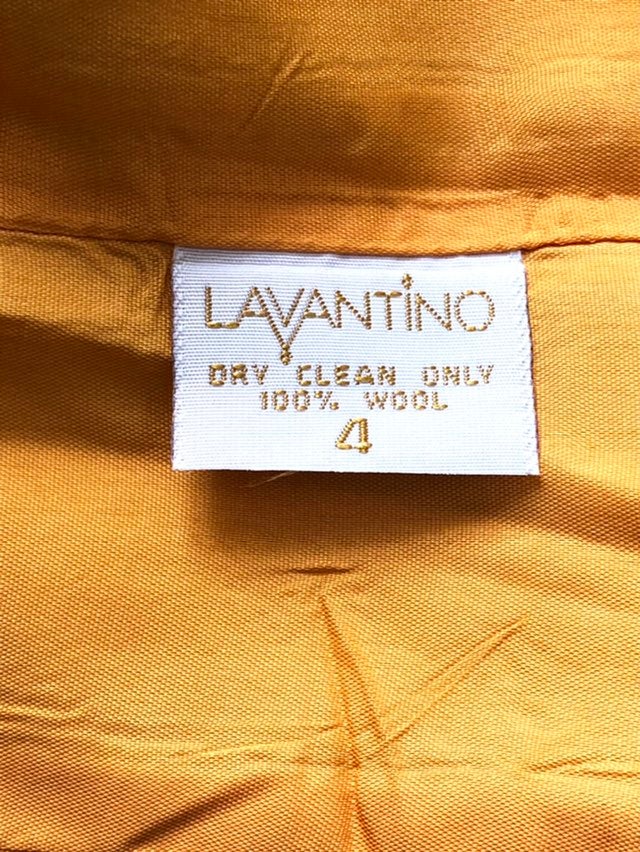 LAVANTiNO
DRY CLEAN ONLY
100% WOOL
4